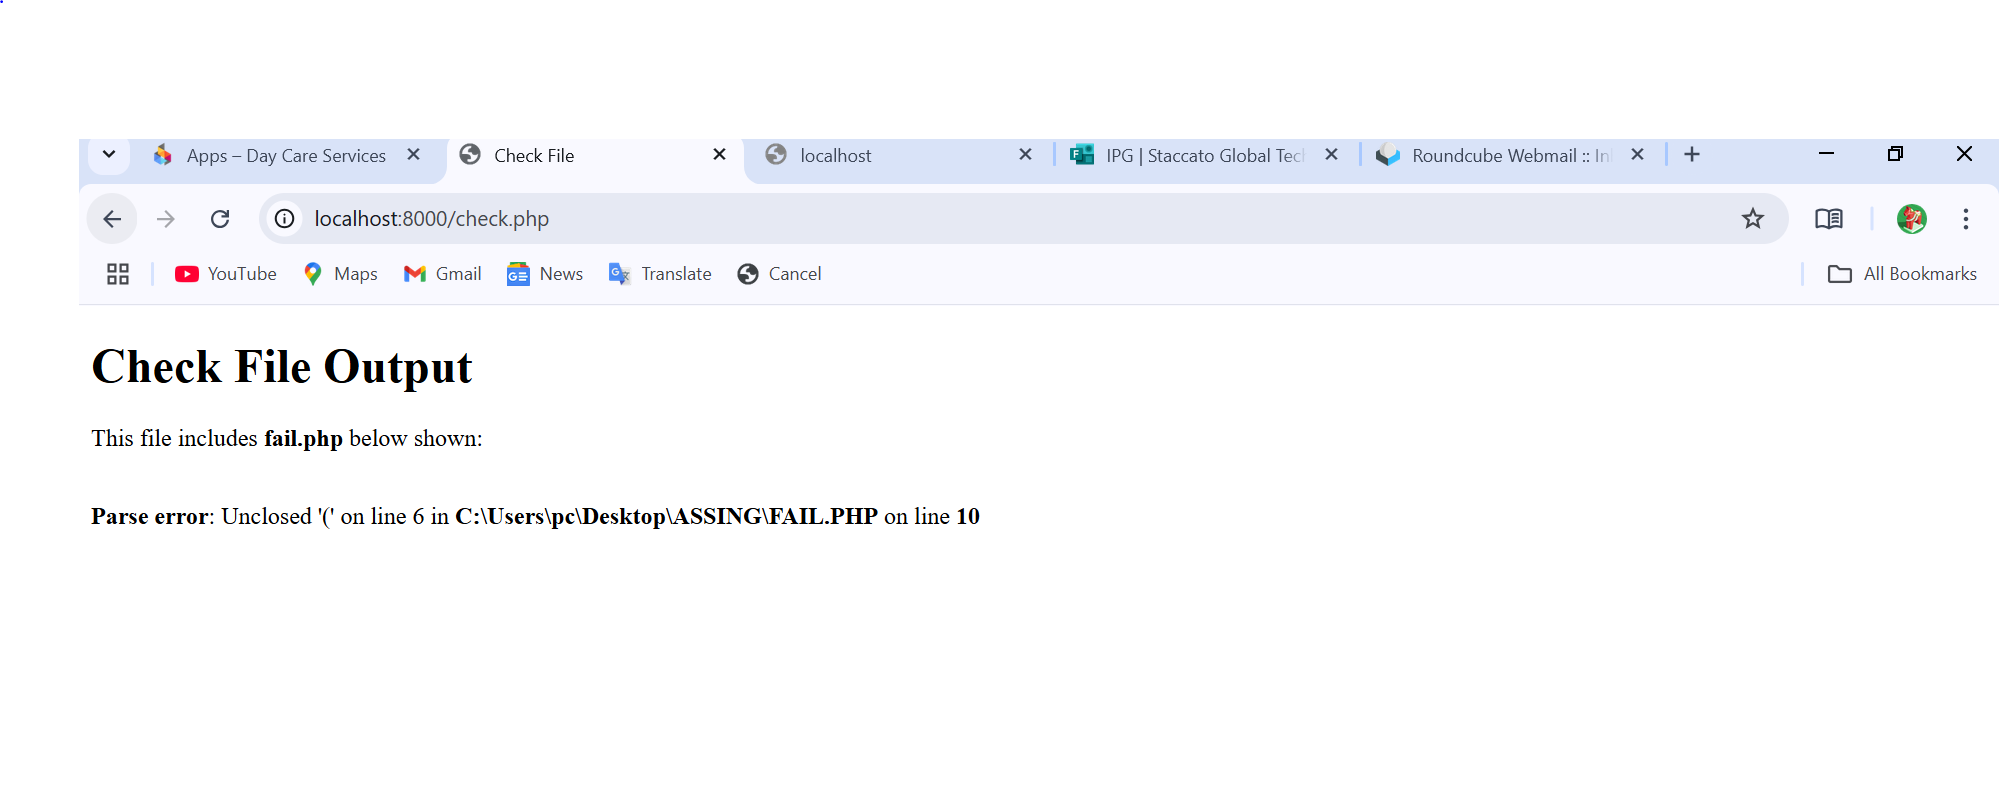 Apps – Day Care Services
Check File
localhost
IPG | Staccato Global Tech
Roundcube Webmail :: In
localhost:8000/check.php
YouTube
Maps
Gmail
News
Translate
Cancel
All Bookmarks
Check File Output
This file includes fail.php below shown:
Parse error: Unclosed '(' on line 6 in C:\Users\pc\Desktop\ASSING\FAIL.PHP on line 10